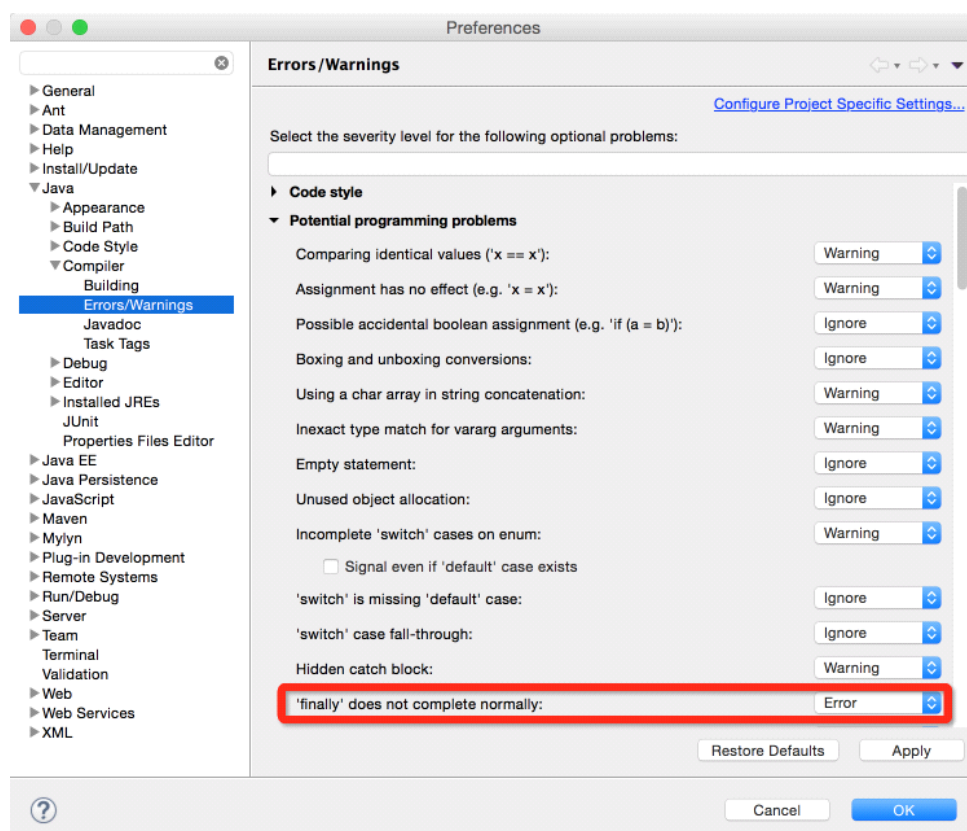 Preferences
Errors/Warnings
Configure Project Specific Settings...
Select the severity level for the following optional problems:
General
Ant
Data Management
Help
Install/Update
Java
Appearance
Build Path
Code Style
Compiler
Building
Errors/Warnings
Javadoc
Task Tags
Debug
Editor
Installed JREs
JUnit
Properties Files Editor
Java EE
Java Persistence
JavaScript
Maven
Mylyn
Plug-in Development
Remote Systems
Run/Debug
Server
Team
Terminal
Validation
Web
Web Services
XML
Code style
Potential programming problems
Comparing identical values ('x == x'): Warning
Assignment has no effect (e.g. 'x = x'): Warning
Possible accidental boolean assignment (e.g. 'if (a = b)'): Ignore
Boxing and unboxing conversions: Ignore
Using a char array in string concatenation: Warning
Inexact type match for vararg arguments: Warning
Empty statement: Ignore
Unused object allocation: Ignore
Incomplete 'switch' cases on enum: Warning
Signal even if 'default' case exists
'switch' is missing 'default' case: Ignore
'switch' case fall-through: Ignore
Hidden catch block: Warning
'finally' does not complete normally: Error
Restore Defaults Apply
? Cancel OK